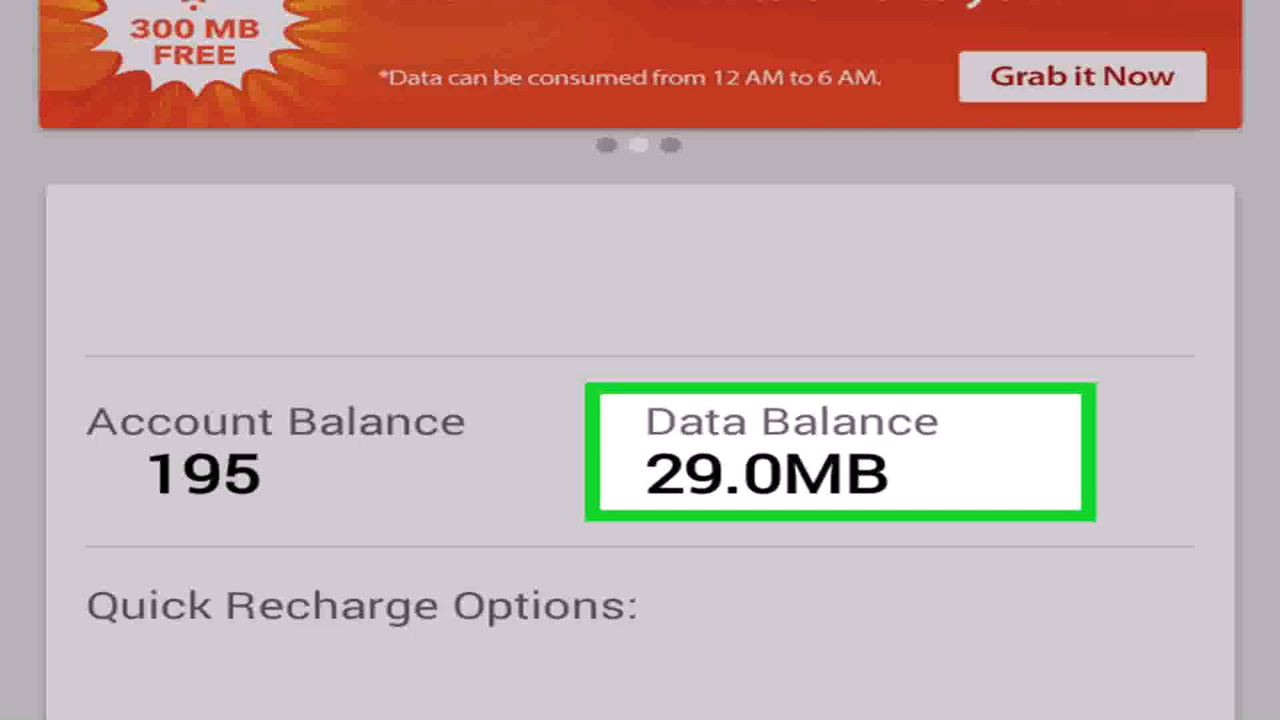 300 MB
FREE
*Data can be consumed from 12 AM to 6 AM.
Grab it Now
Account Balance
195
Data Balance
29.0MB
Quick Recharge Options: